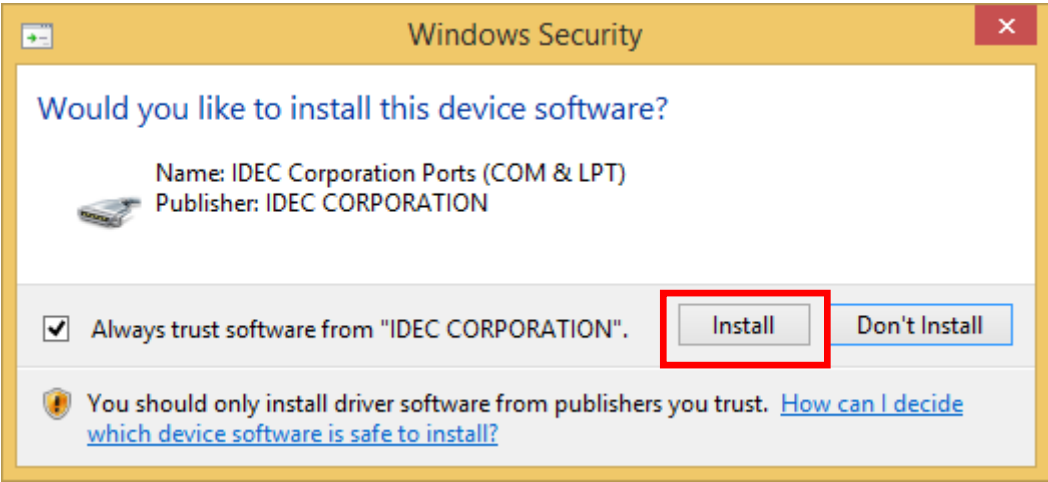 Windows Security
Would you like to install this device software?
Name: IDEC Corporation Ports (COM & LPT)
Publisher: IDEC CORPORATION
Always trust software from "IDEC CORPORATION".
Install
Don't Install
You should only install driver software from publishers you trust. How can I decide
which device software is safe to install?